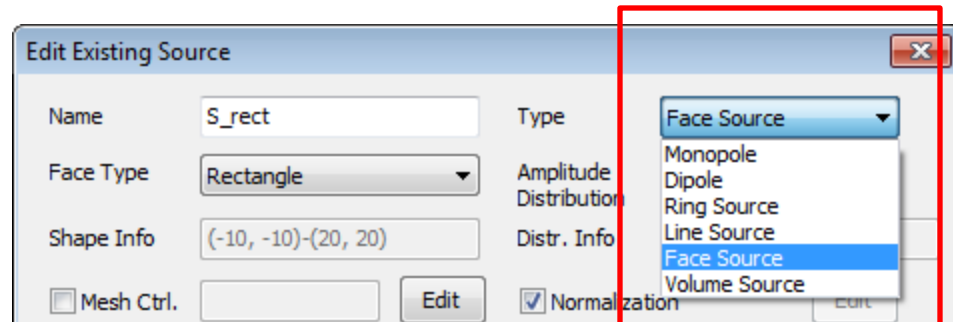 Edit Existing Source
Name S_rect Type Face Source
Face Type Rectangle Amplitude
Distribution
Monopole
Dipole
Ring Source
Line Source
Face Source
Volume Source
Shape Info (-10, -10)-(20, 20) Distr. Info
Mesh Ctrl. Edit Normalization Edit